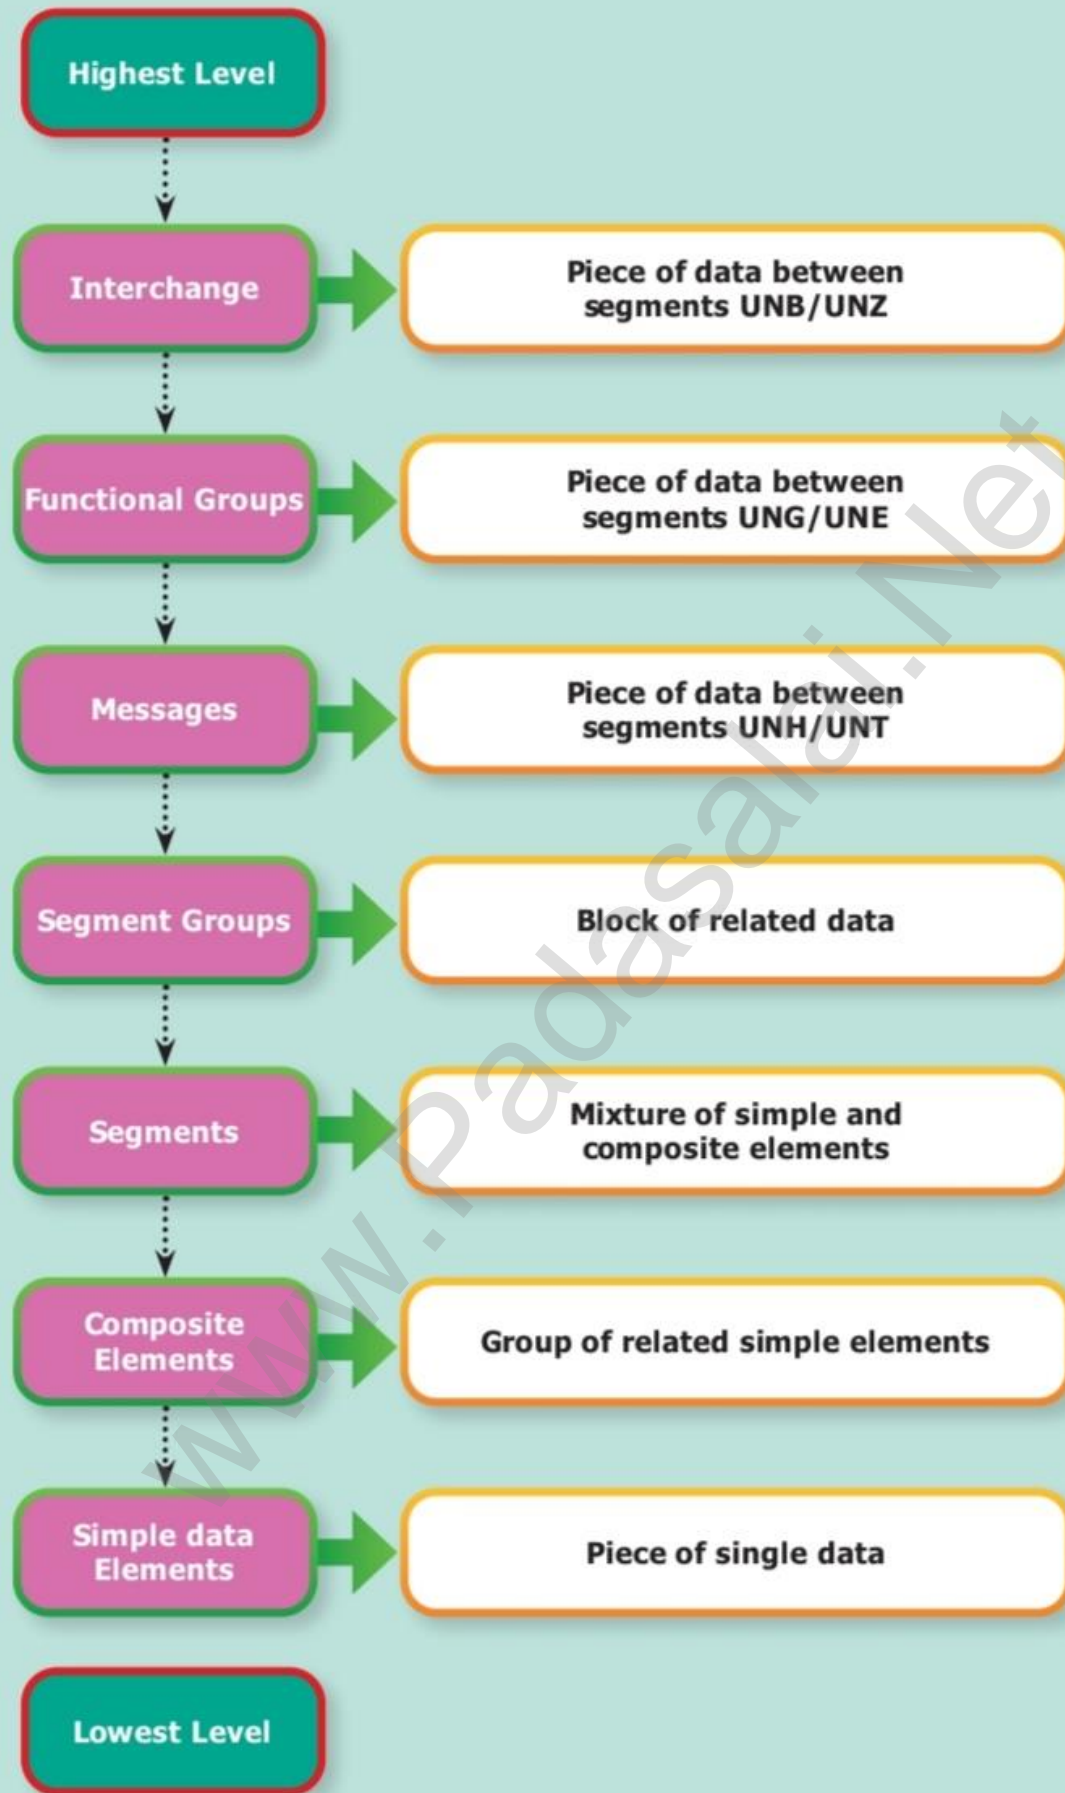 Highest Level
Interchange
Piece of data between
segments UNB/UNZ
Functional Groups
Piece of data between
segments UNG/UNE
Messages
Piece of data between
segments UNH/UNT
Segment Groups
Block of related data
Segments
Mixture of simple and
composite elements
Composite
Elements
Group of related simple elements
Simple data
Elements
Piece of single data
Lowest Level
www.Padasalai.Net